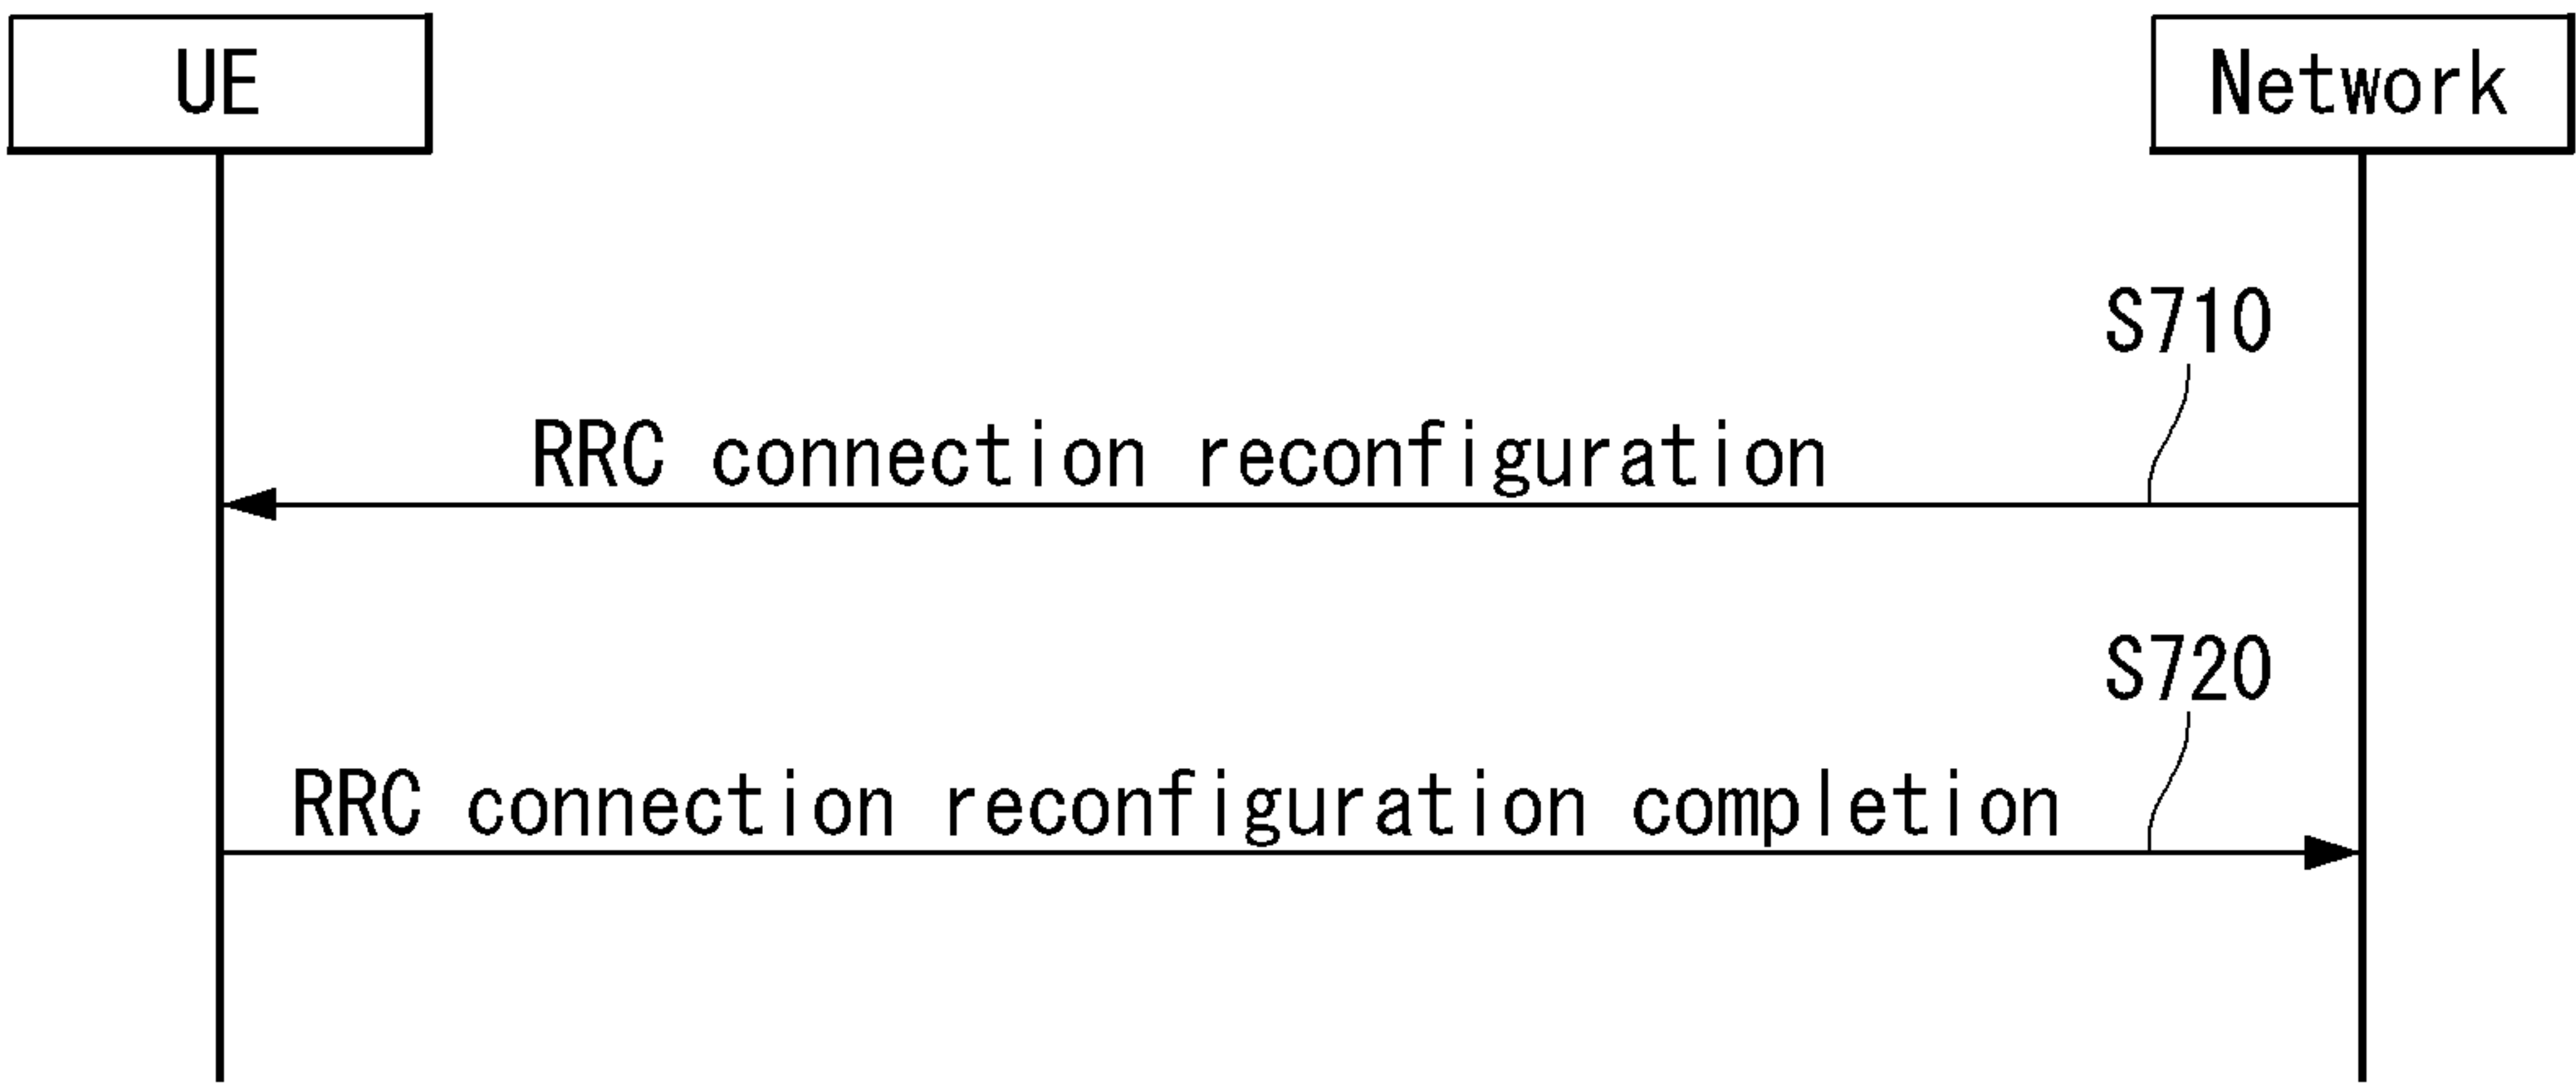 UE
Network
S710
RRC connection reconfiguration
S720
RRC connection reconfiguration completion